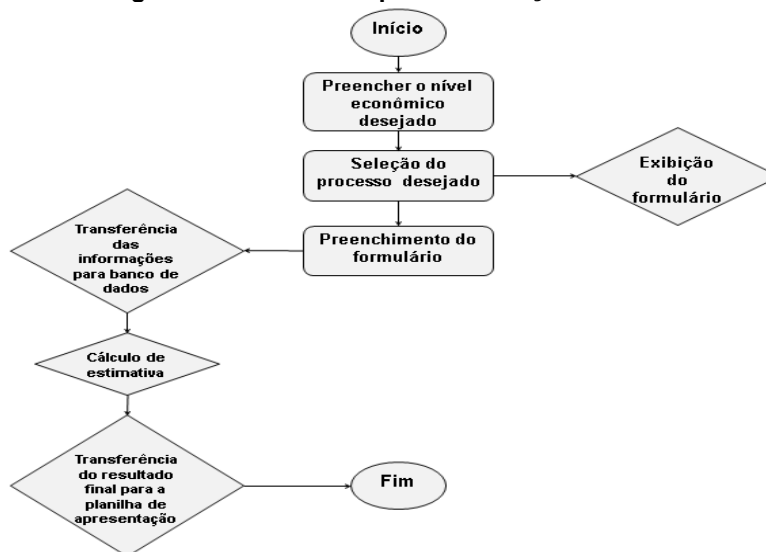 Início
Preencher o nível
econômico
desejado
Seleção do
processo desejado
Exibição
do
formulário
Preenchimento do
formulário
Transferência
das
informações
para banco de
dados
Cálculo de
estimativa
Transferência
do resultado
final para a
planilha de
apresentação
Fim